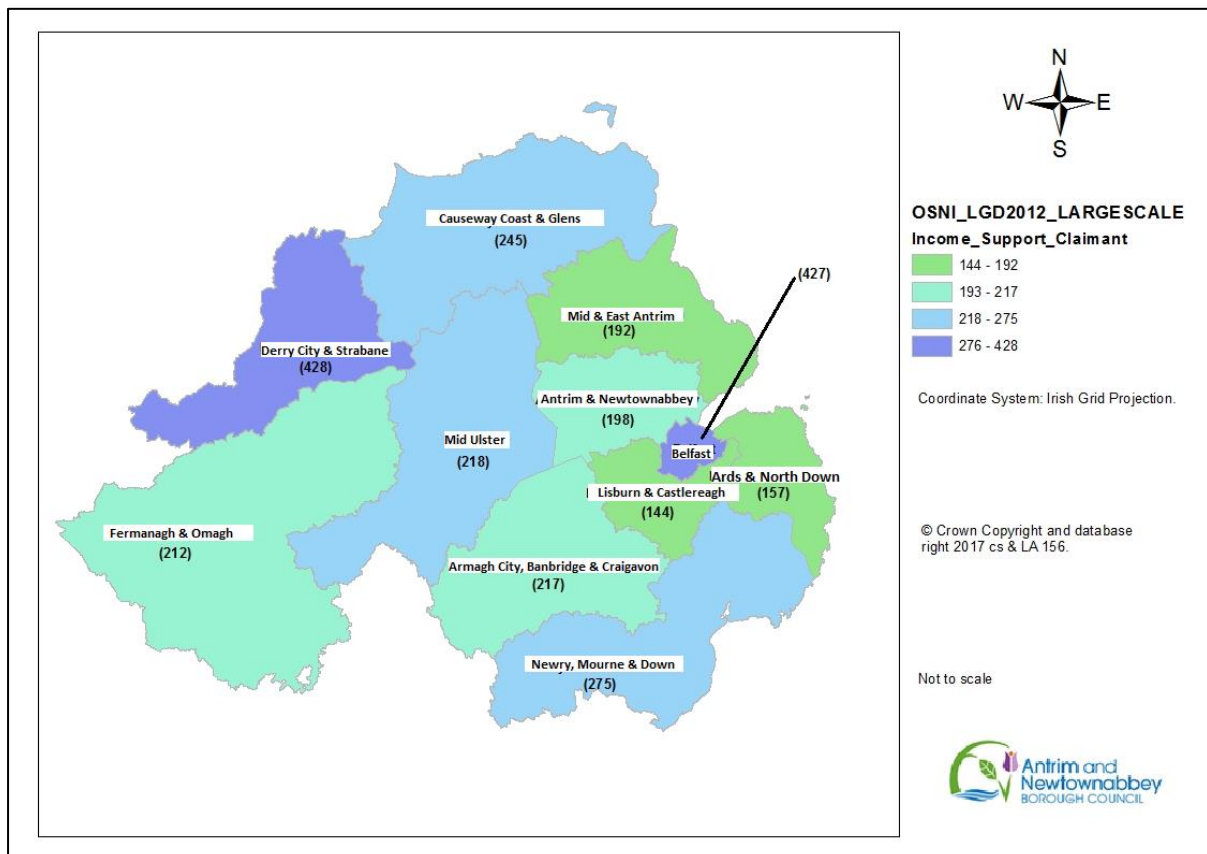 N
W E
S
OSNI_LGD2012_LARGESCALE
Income_Support_Claimant
144 - 192
193 - 217
218 - 275
276 - 428
Coordinate System: Irish Grid Projection.
© Crown Copyright and database
right 2017 cs & LA 156.
Not to scale
Antrim and
Newtownabbey
BOROUGH COUNCIL
Causeway Coast & Glens
(245)
(427)
Mid & East Antrim
(192)
Derry City & Strabane
(428)
Antrim & Newtownabbey
(198)
Mid Ulster
(218)
Belfast
Ards & North Down
(157)
Lisburn & Castlereagh
(144)
Fermanagh & Omagh
(212)
Armagh City, Banbridge & Craigavon
(217)
Newry, Mourne & Down
(275)